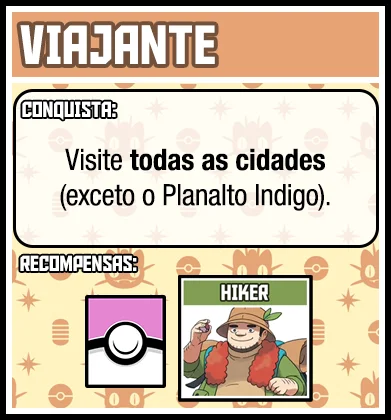 VIAJANTE
CONQUISTA:
Visite todas as cidades
(exceto o Planalto Indigo).
RECOMPENSAS:
HIKER